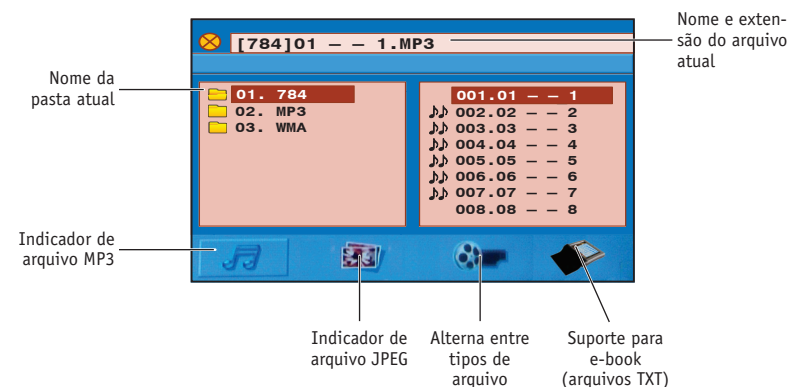 Nome e exten-
são do arquivo
atual
[784]01 – – 1.MP3
Nome da
pasta atual
01. 784
02. MP3
03. WMA
001.01 – – 1
002.02 – – 2
003.03 – – 3
004.04 – – 4
005.05 – – 5
006.06 – – 6
007.07 – – 7
008.08 – – 8
Indicador de
arquivo MP3
Indicador de
arquivo JPEG
Alterna entre
tipos de
arquivo
Suporte para
e-book
(arquivos TXT)